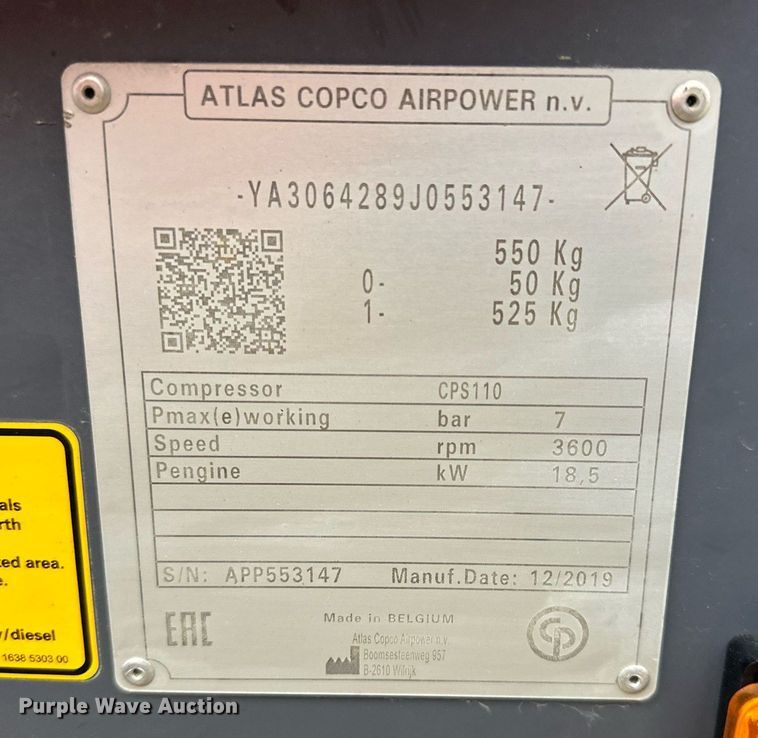 ATLAS COPCO AIRPOWER n.v.
-YA3064289J0553147-
550 Kg
0- 50 Kg
1- 525 Kg
Compressor CPS110
Pmax(e)working bar 7
Speed rpm 3600
Pengine kW 18,5
S/N: APP553147 Manuf.Date: 12/2019
EAC
Made in BELGIUM
CP
Atlas Copco Airpower n.v.
Boomsesteenweg 957
B-2610 Wilrijk
als
rth
ted area.
e.
/diesel
1638 5303 00
Purple Wave Auction